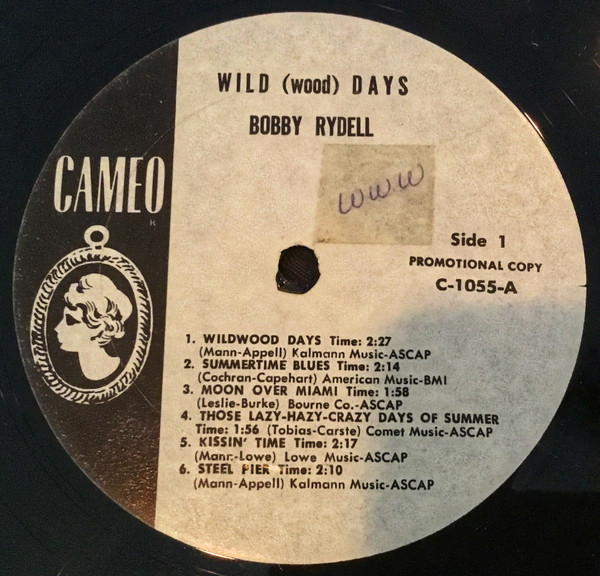 WILD (wood) DAYS
BOBBY RYDELL
CAMEO
WWW
Side 1
PROMOTIONAL COPY
C-1055-A
1. WILDWOOD DAYS Time: 2:27
(Mann-Appell) Kalmann Music-ASCAP
2. SUMMERTIME BLUES Time: 2:14
(Cochran-Capehart) American Music-BMI
3. MOON OVER MIAMI Time: 1:58
(Leslie-Burke) Bourne Co.-ASCAP
4. THOSE LAZY-HAZY-CRAZY DAYS OF SUMMER
Time: 1:56 (Tobias-Carste) Comet Music-ASCAP
5. KISSIN' TIME Time: 2:17
(Mann-Lowe) Lowe Music-ASCAP
6. STEEL PIER Time: 2:10
(Mann-Appell) Kalmann Music-ASCAP